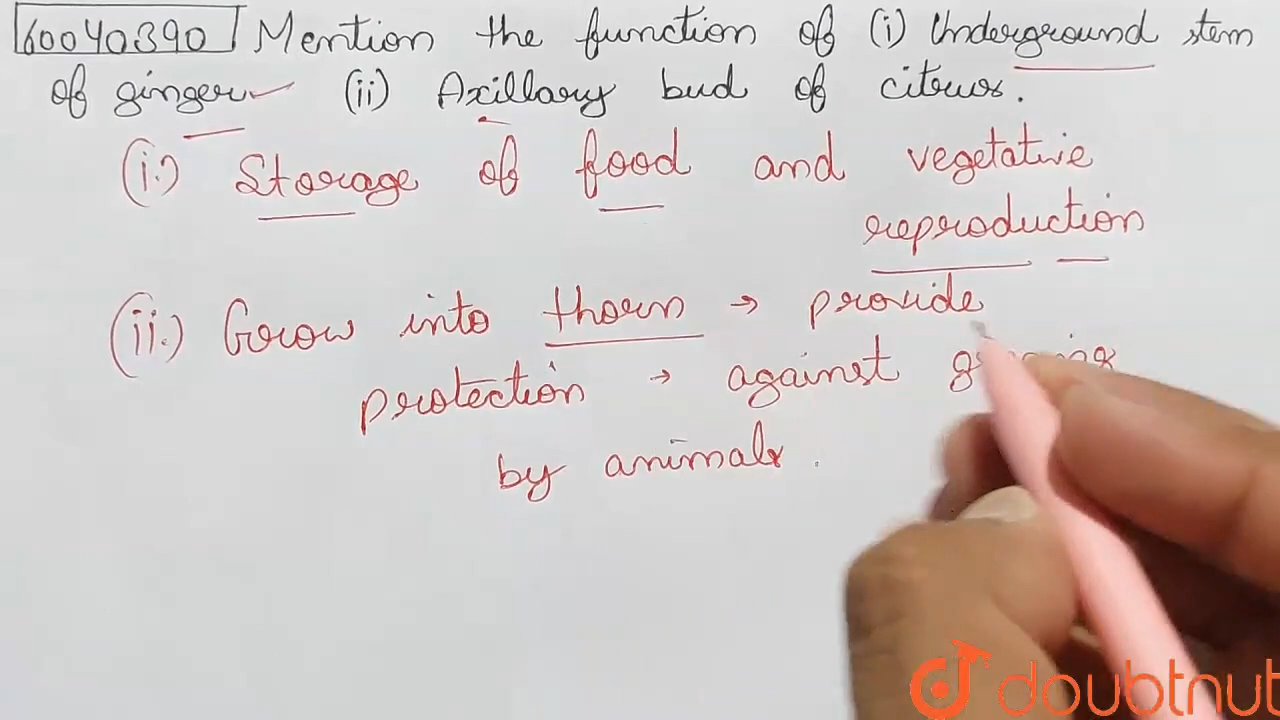 60040390 Mention the function of (i) Underground stem
of ginger (ii) Axillary bud of citrus.
(i.) Storage of food and vegetative
reproduction
(ii.) Grow into thorn → provide
protection → against
by animals.
doubtnut